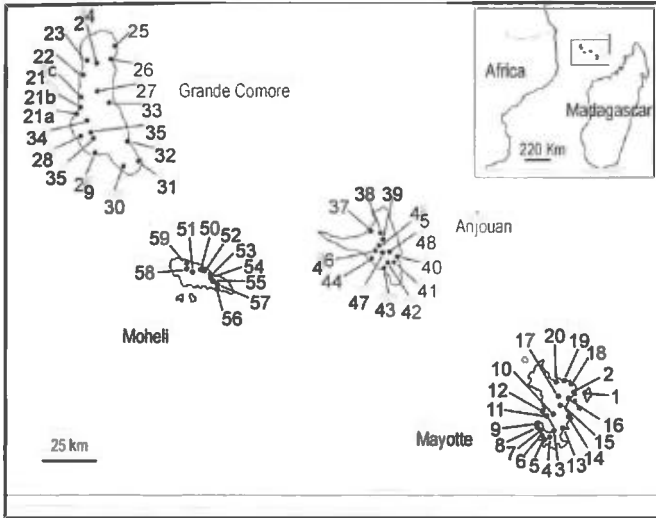 24 25
23
22 26
21c Grande Comore
27
21b 33
21a
34 35
28 32
35
29 31
30
Africa
Madagascar
220 Km
38 39
37 45
Anjouan
48
46 40
44 41
47 43 42
51 50 52
59 53
54
58 55
57
56
Moheli
20 19
17 18
10 2
12 1
11
9 16
8 15
7 14
6 5 4 3 13
Mayotte
25 km